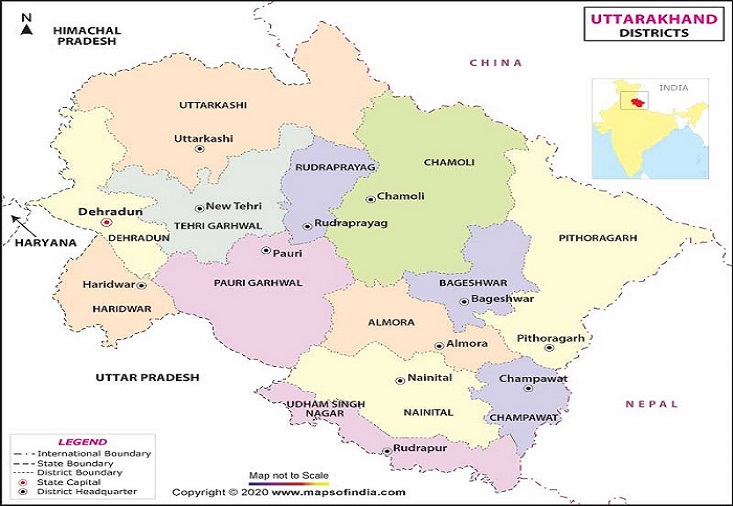 N
HIMACHAL
PRADESH
UTTARAKHAND
DISTRICTS
CHINA
INDIA
UTTARKASHI
Uttarkashi
RUDRAPRAYAG
CHAMOLI
Chamoli
New Tehri
TEHRI GARHWAL
Dehradun
DEHRADUN
HARYANA
Rudraprayag
PITHORAGARH
Pauri
PAURI GARHWAL
Haridwar
HARIDWAR
BAGESHWAR
Bageshwar
ALMORA
Almora
Pithoragarh
UTTAR PRADESH
Nainital
NAINITAL
Champawat
CHAMPAWAT
NEPAL
UDHAM SINGH
NAGAR
Rudrapur
LEGEND
International Boundary
State Boundary
District Boundary
State Capital
District Headquarter
Map not to Scale
Copyright © 2020 www.mapsofindia.com